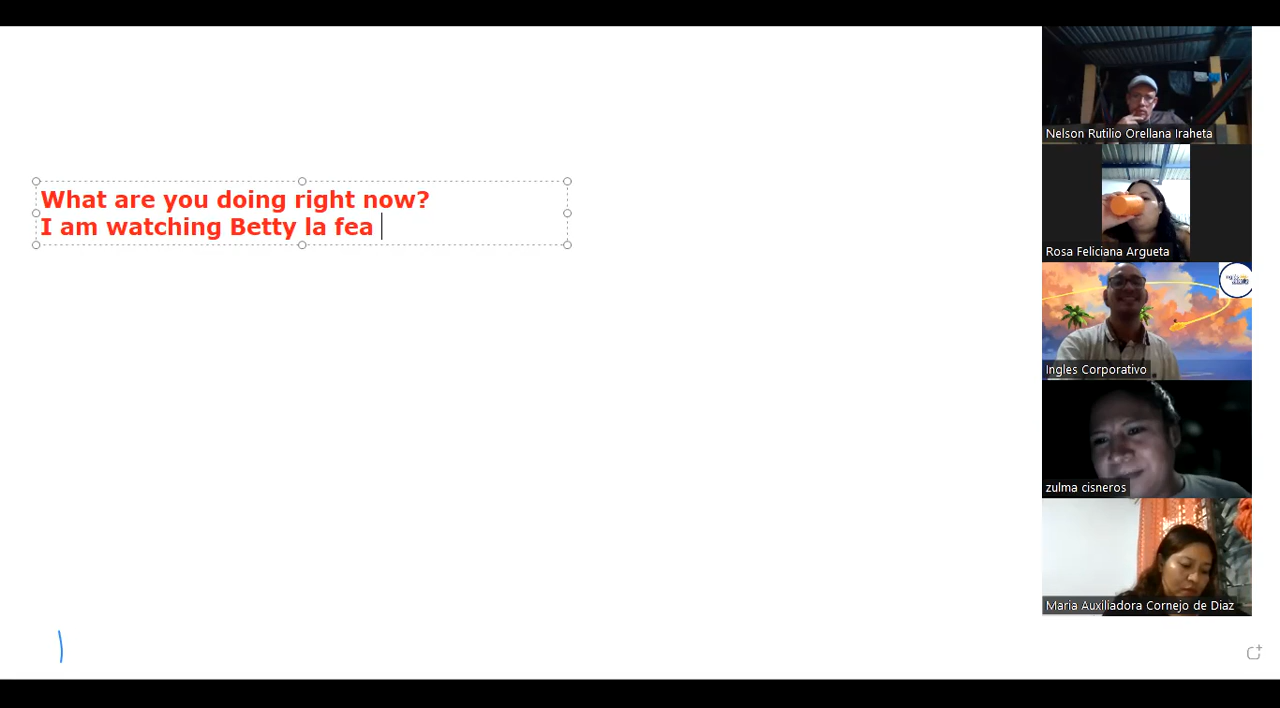 What are you doing right now?
I am watching Betty la fea
Nelson Rutilio Orellana Iraheta
Rosa Feliciana Argueta
Ingles Corporativo
zulma cisneros
Maria Auxiliadora Cornejo de Diaz